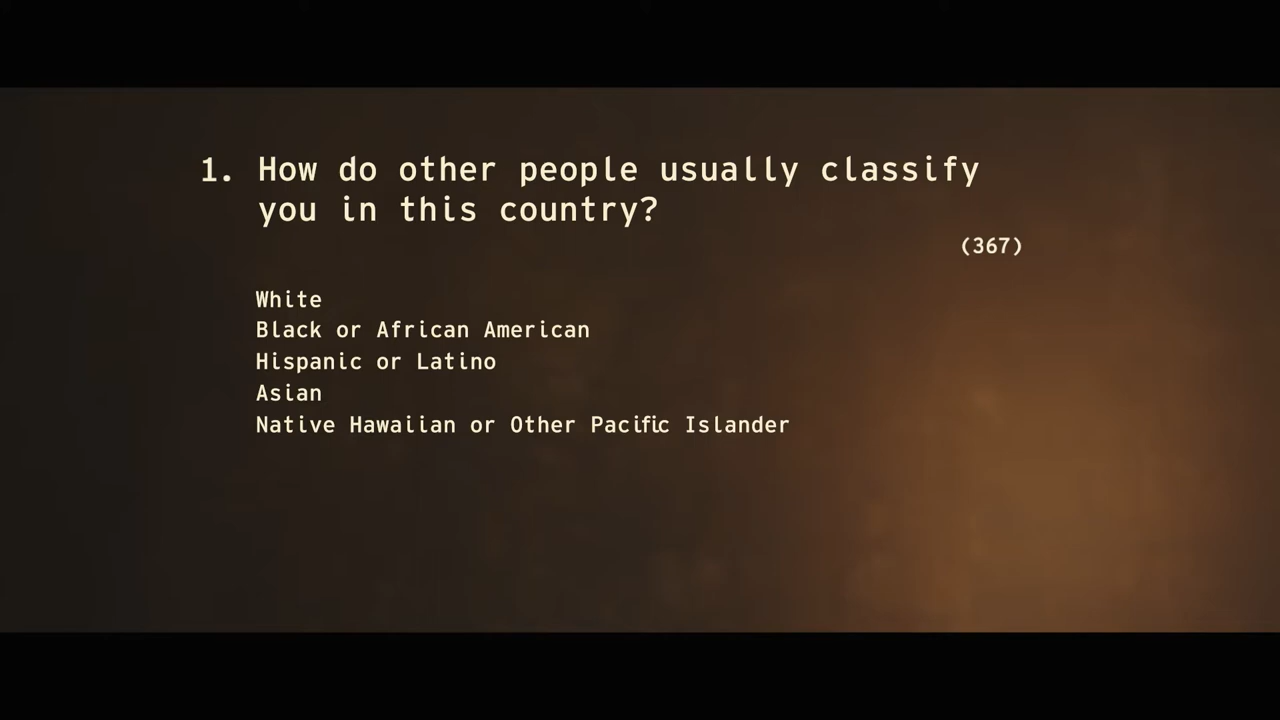 1. How do other people usually classify
you in this country?
(367)
White
Black or African American
Hispanic or Latino
Asian
Native Hawaiian or Other Pacific Islander